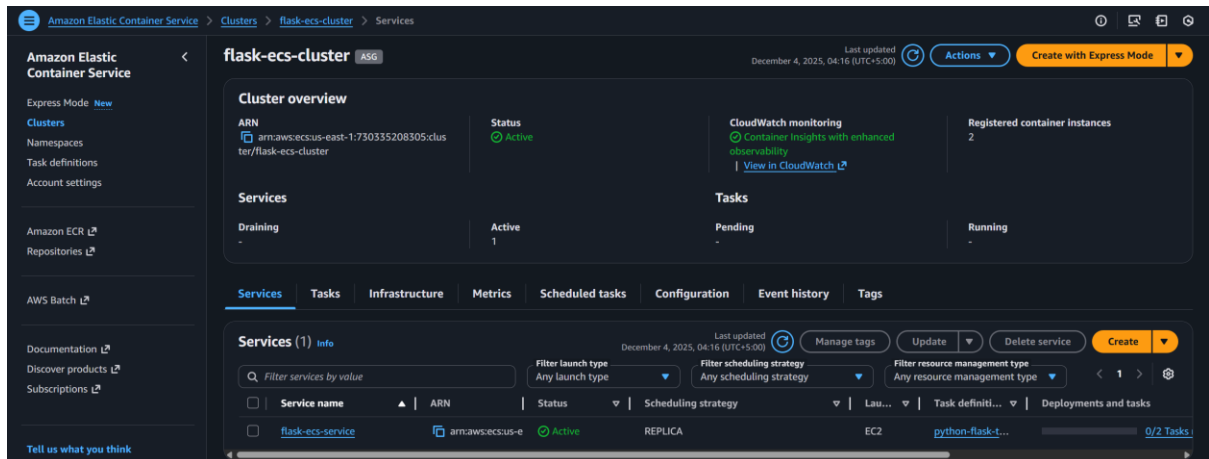 Amazon Elastic Container Service > Clusters > flask-ecs-cluster > Services
Amazon Elastic Container Service
Express Mode New
Clusters
Namespaces
Task definitions
Account settings
Amazon ECR
Repositories
AWS Batch
Documentation
Discover products
Subscriptions
Tell us what you think
flask-ecs-cluster ASG
Last updated
December 4, 2025, 04:16 (UTC+5:00)
Actions
Create with Express Mode
Cluster overview
ARN
arn:aws:ecs:us-east-1:730335208305:clus
ter/flask-ecs-cluster
Status
Active
CloudWatch monitoring
Container Insights with enhanced
observability
| View in CloudWatch
Registered container instances
2
Services
Draining
-
Active
1
Tasks
Pending
-
Running
-
Services Tasks Infrastructure Metrics Scheduled tasks Configuration Event history Tags
Services (1) Info
Last updated
December 4, 2025, 04:16 (UTC+5:00)
Manage tags
Update
Delete service
Create
Filter services by value
Filter launch type
Any launch type
Filter scheduling strategy
Any scheduling strategy
Filter resource management type
Any resource management type
< 1 >
Service name ARN Status Scheduling strategy Lau... Task definiti... Deployments and tasks
flask-ecs-service arn:aws:ecs:us-e Active REPLICA EC2 python-flask-t... 0/2 Tasks